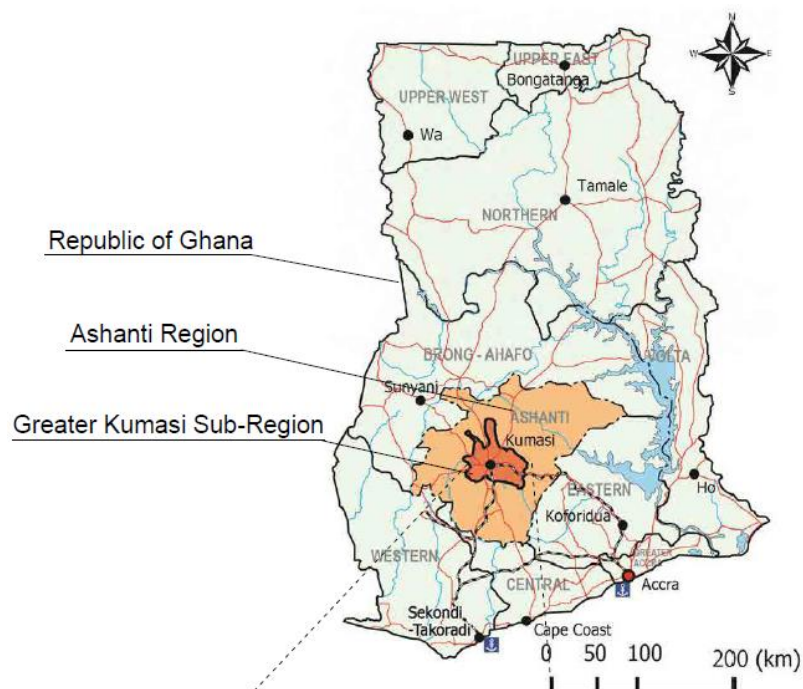 N
W E
S
UPPER EAST
Bongatanga
UPPER WEST
Wa
Tamale
NORTHERN
Republic of Ghana
Ashanti Region
BRONG - AHAFO
VOLTA
Sunyani
ASHANTI
Greater Kumasi Sub-Region
Kumasi
Ho
EASTERN
Koforidua
WESTERN
GREATER
ACCRA
CENTRAL
Accra
Sekondi
-Takoradi
Cape Coast
0 50 100 200 (km)